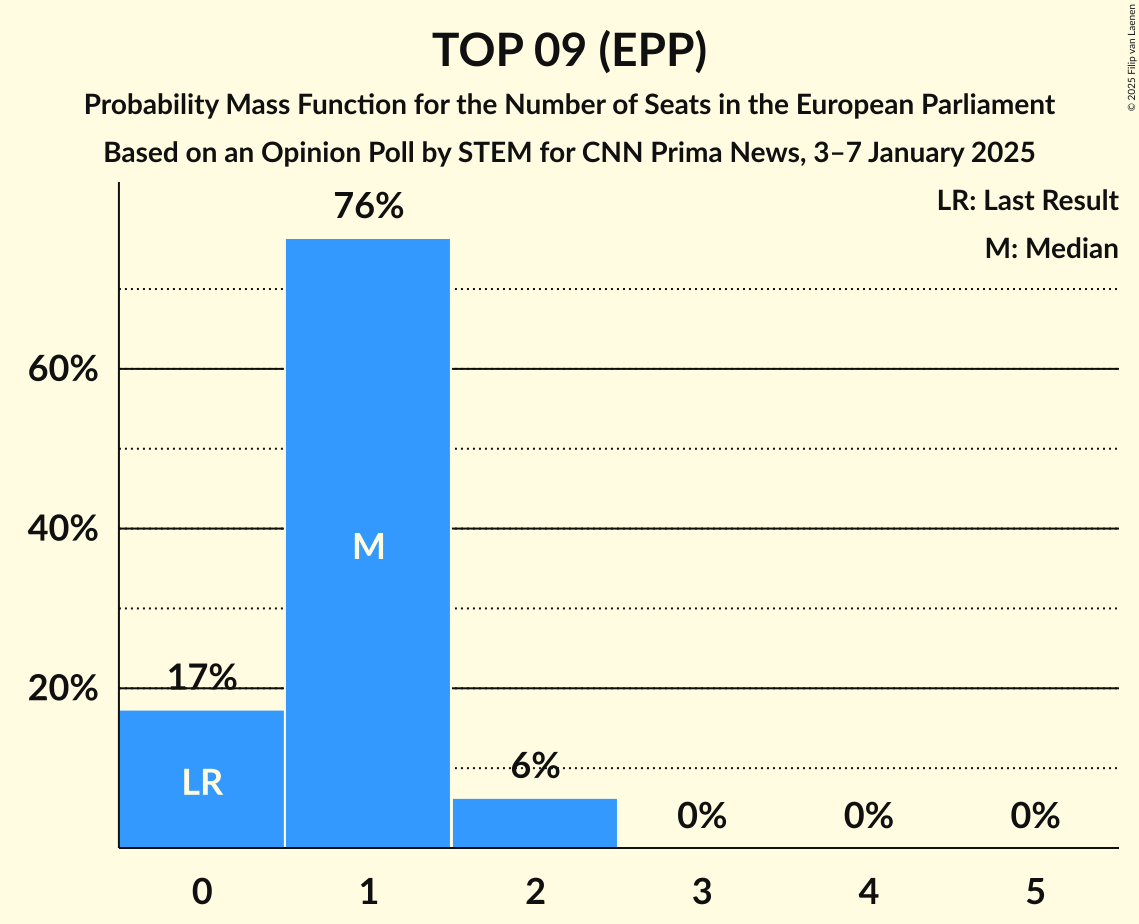 TOP 09 (EPP)
Probability Mass Function for the Number of Seats in the European Parliament
Based on an Opinion Poll by STEM for CNN Prima News, 3–7 January 2025
© 2025 Filip van Laenen
LR: Last Result
M: Median
76%
60%
40%
M
20%
17%
LR
6%
0%
0%
0%
0
1
2
3
4
5